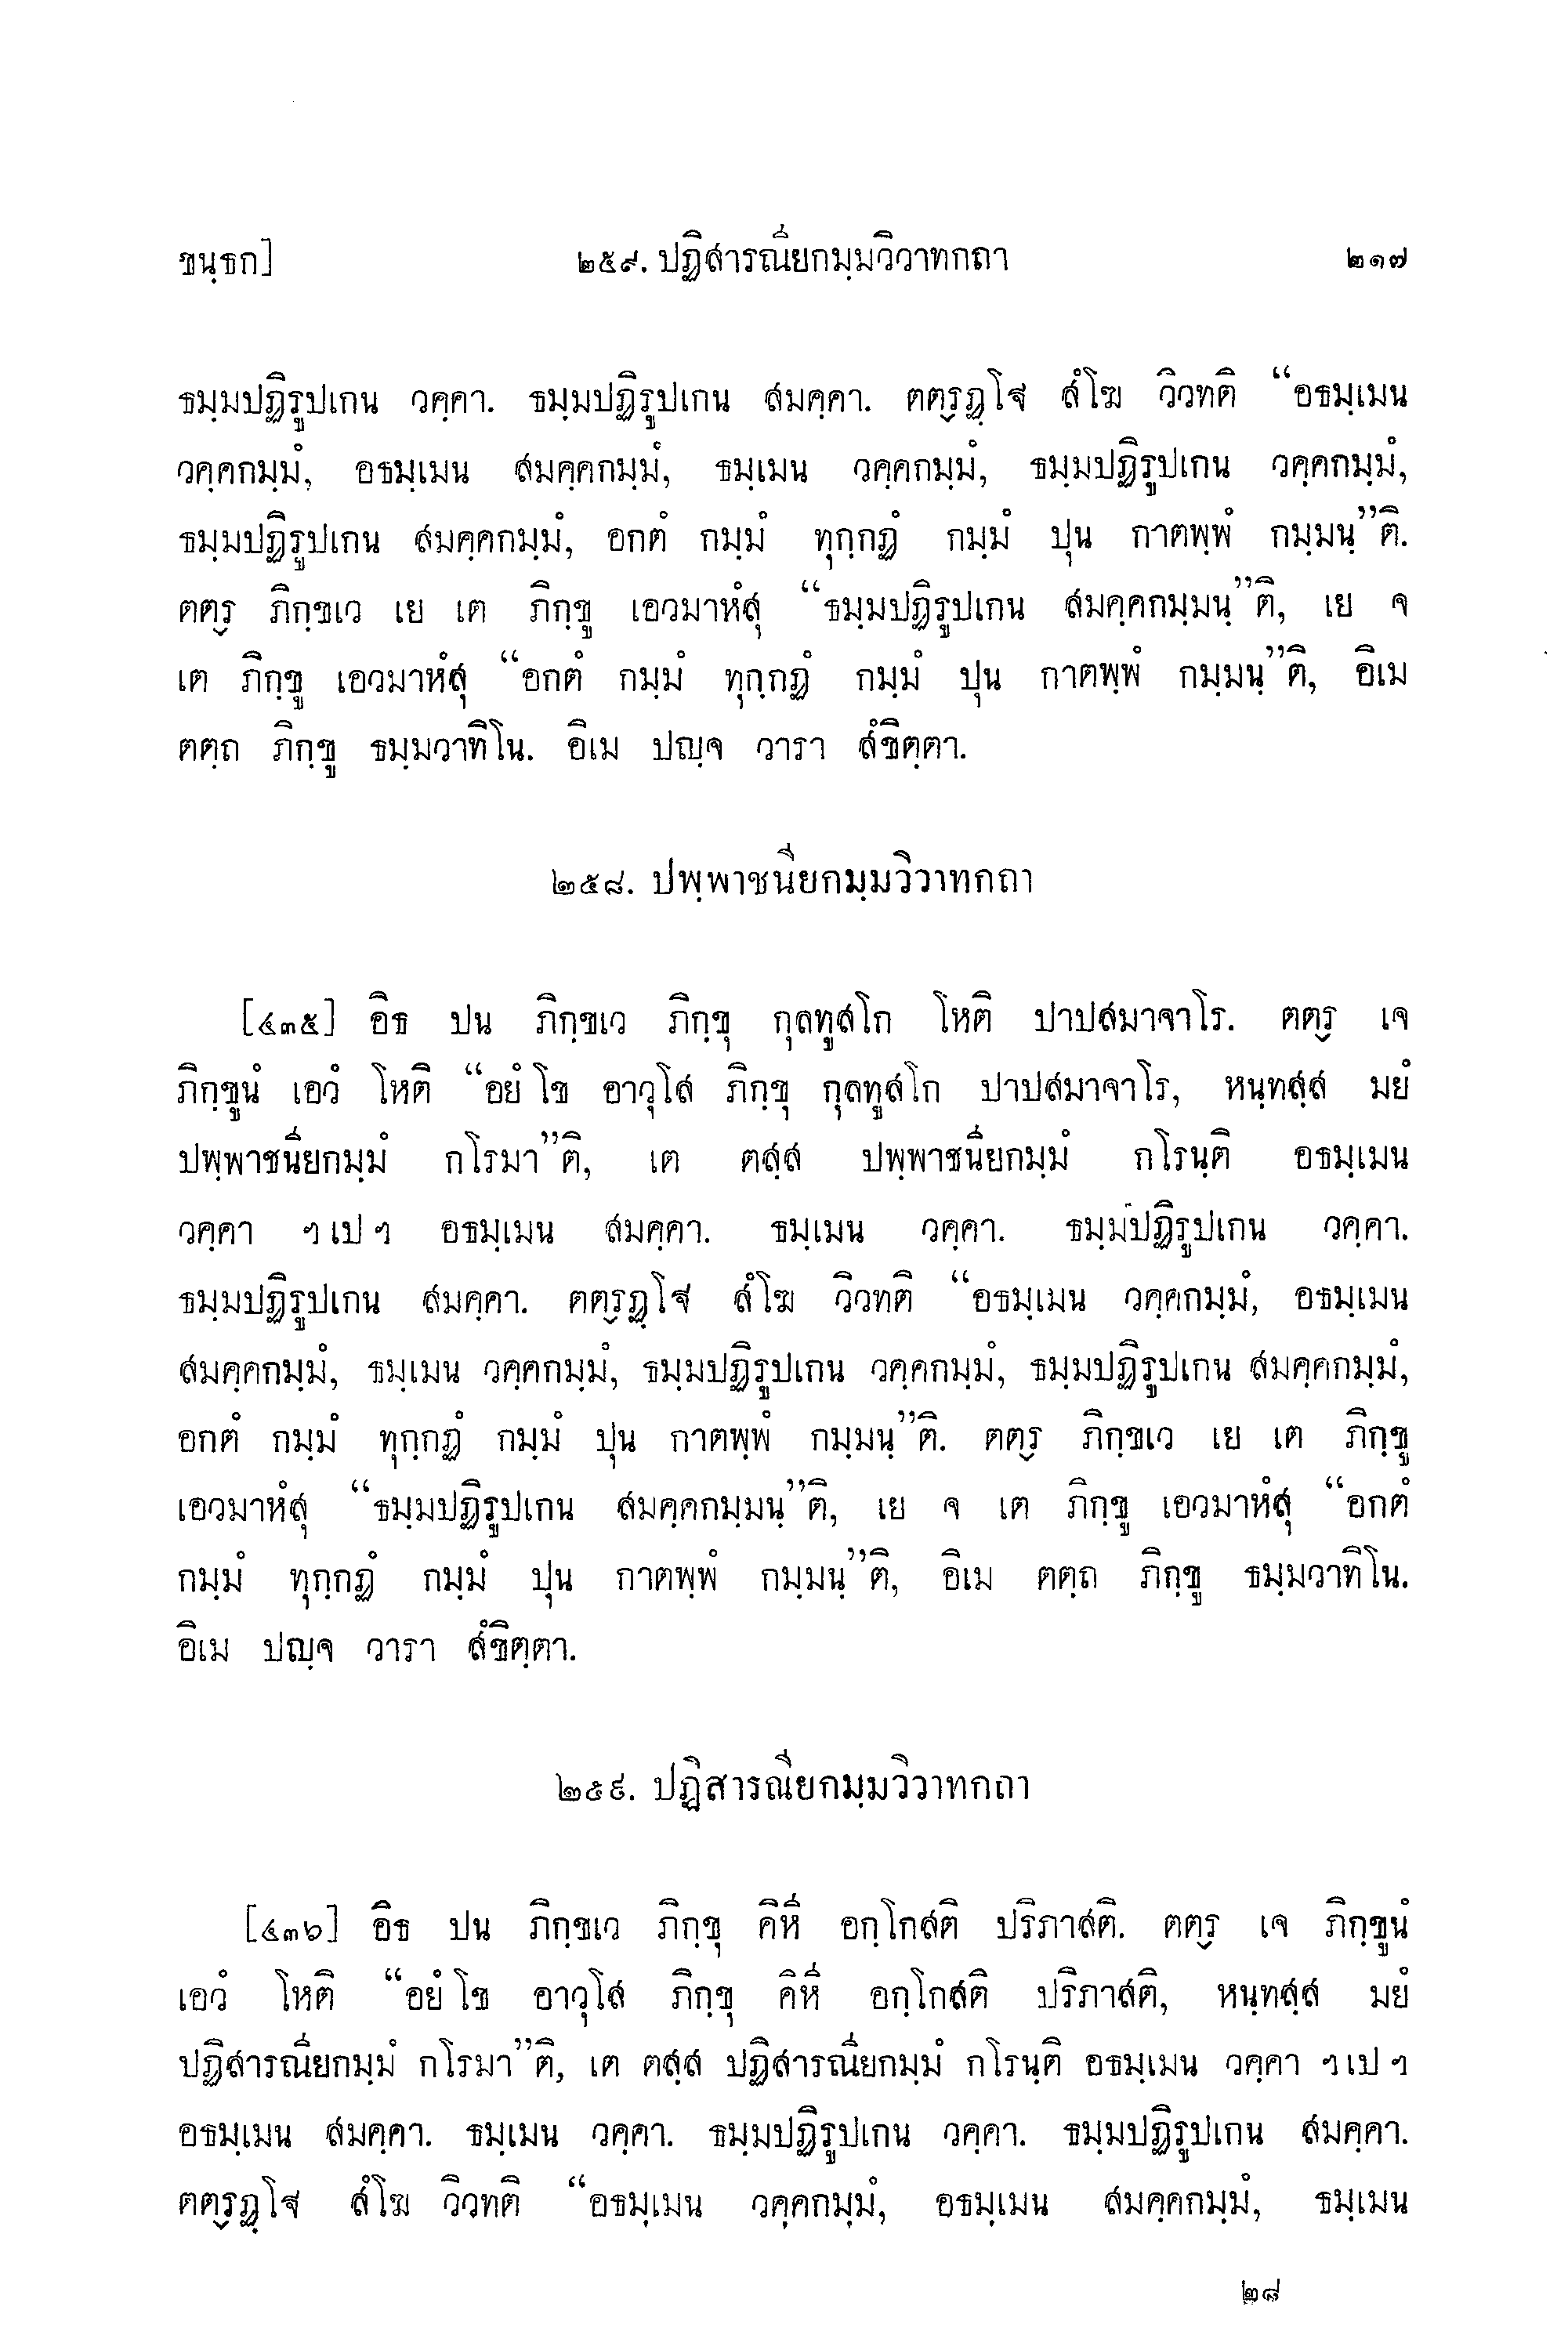 ขนฺธก] ๒๕๙. ปฏิสารณียกมฺมวิวาทกถา ๒๑๗
ธมฺมปฏิรูปเกน วคฺคา. ธมฺมปฏิรูปเกน สมคฺคา. ตตฺรฏฺโฐ สํโฆ วิวทติ “อธมฺเมน
วคฺคกมฺมํ, อธมฺเมน สมคฺคกมฺมํ, ธมฺเมน วคฺคกมฺมํ, ธมฺมปฏิรูปเกน วคฺคกมฺมํ,
ธมฺมปฏิรูปเกน สมคฺคกมฺมํ, อกตํ กมฺมํ ทุกฺกฏํ กมฺมํ ปุน กาตพฺพํ กมฺมนฺ”ติ.
ตตฺร ภิกฺขเว เย เต ภิกฺขู เอวมาหํสุ “ธมฺมปฏิรูปเกน สมคฺคกมฺมนฺ”ติ, เย จ
เต ภิกฺขู เอวมาหํสุ “อกตํ กมฺมํ ทุกฺกฏํ กมฺมํ ปุน กาตพฺพํ กมฺมนฺ”ติ, อิเม
ตตฺถ ภิกฺขู ธมฺมวาทิโน. อิเม ปญฺจ วารา สํขิตฺตา.
๒๕๘. ปพฺพาชนียกมฺมวิวาทกถา
[๔๓๕] อิธ ปน ภิกฺขเว ภิกฺขุ กุลทูสโก โหติ ปาปสมาจาโร. ตตฺร เจ
ภิกฺขูนํ เอวํ โหติ “อยํ โข อาวุโส ภิกฺขุ กุลทูสโก ปาปสมาจาโร, หนฺทสฺส มยํ
ปพฺพาชนียกมฺมํ กโรมา”ติ, เต ตสฺส ปพฺพาชนียกมฺมํ กโรนฺติ อธมฺเมน
วคฺคา ฯเปฯ อธมฺเมน สมคฺคา. ธมฺเมน วคฺคา. ธมฺมปฏิรูปเกน วคฺคา.
ธมฺมปฏิรูปเกน สมคฺคา. ตตฺรฏฺโฐ สํโฆ วิวทติ “อธมฺเมน วคฺคกมฺมํ, อธมฺเมน
สมคฺคกมฺมํ, ธมฺเมน วคฺคกมฺมํ, ธมฺมปฏิรูปเกน วคฺคกมฺมํ, ธมฺมปฏิรูปเกน สมคฺคกมฺมํ,
อกตํ กมฺมํ ทุกฺกฏํ กมฺมํ ปุน กาตพฺพํ กมฺมนฺ”ติ. ตตฺร ภิกฺขเว เย เต ภิกฺขู
เอวมาหํสุ “ธมฺมปฏิรูปเกน สมคฺคกมฺมนฺ”ติ, เย จ เต ภิกฺขู เอวมาหํสุ “อกตํ
กมฺมํ ทุกฺกฏํ กมฺมํ ปุน กาตพฺพํ กมฺมนฺ”ติ, อิเม ตตฺถ ภิกฺขู ธมฺมวาทิโน.
อิเม ปญฺจ วารา สํขิตฺตา.
๒๕๙. ปฏิสารณียกมฺมวิวาทกถา
[๔๓๖] อิธ ปน ภิกฺขเว ภิกฺขุ คิหี อกฺโกสติ ปริภาสติ. ตตฺร เจ ภิกฺขูนํ
เอวํ โหติ “อยํ โข อาวุโส ภิกฺขุ คิหี อกฺโกสติ ปริภาสติ, หนฺทสฺส มยํ
ปฏิสารณียกมฺมํ กโรมา”ติ, เต ตสฺส ปฏิสารณียกมฺมํ กโรนฺติ อธมฺเมน วคฺคา ฯเปฯ
อธมฺเมน สมคฺคา. ธมฺเมน วคฺคา. ธมฺมปฏิรูปเกน วคฺคา. ธมฺมปฏิรูปเกน สมคฺคา.
ตตฺรฏฺโฐ สํโฆ วิวทติ “อธมฺเมน วคฺคกมฺมํ, อธมฺเมน สมคฺคกมฺมํ, ธมฺเมน
๒๘